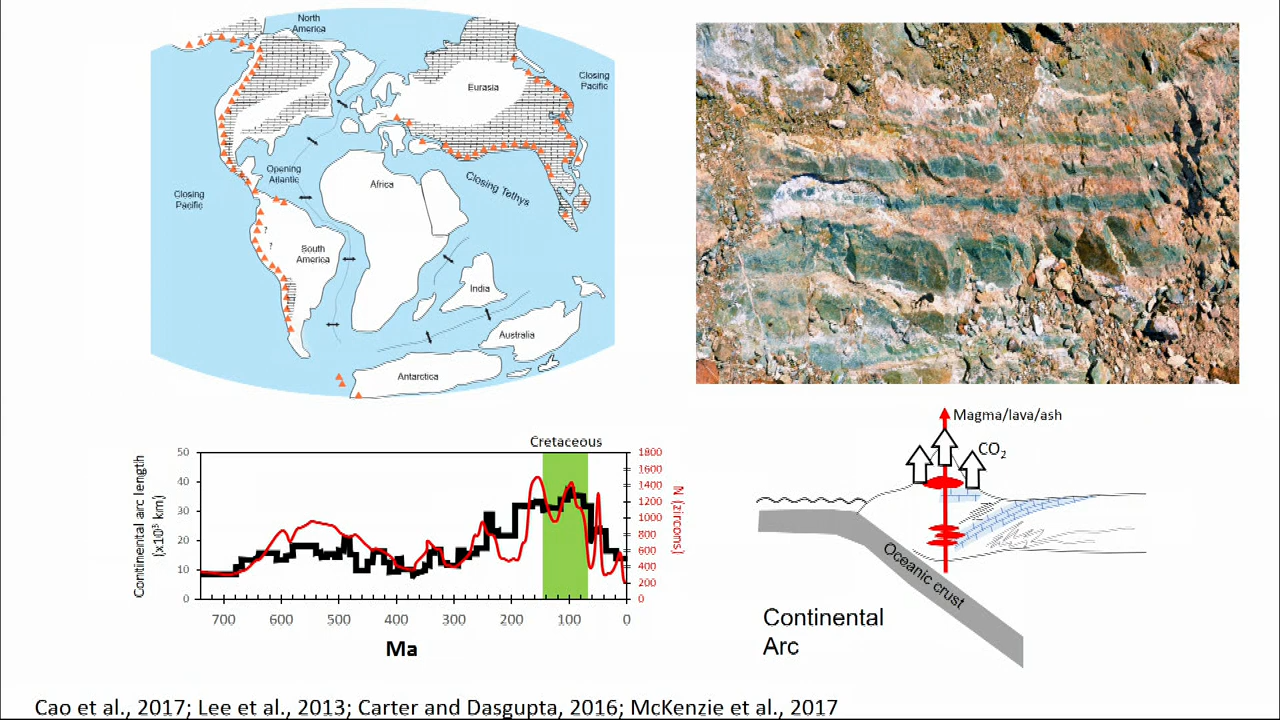 North
America
Closing
Pacific
Eurasia
Opening
Atlantic
Africa
Closing Tethys
Closing
Pacific
?
?
South
America
India
Australia
Antarctica
Magma/lava/ash
CO₂
Oceanic crust
Continental
Arc
Cretaceous
Continental arc length
(x10³ km)
50
40
30
20
10
0
1800
1600
1400
1200
1000
800
600
400
200
0
N (zircons)
700 600 500 400 300 200 100 0
Ma
Cao et al., 2017; Lee et al., 2013; Carter and Dasgupta, 2016; McKenzie et al., 2017